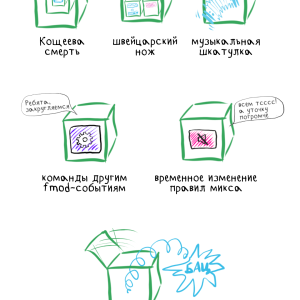 Кощеева швейцарский музыкальная
смерть нож шкатулка
Ребята, закругляемся
всем тсссс!
а уточку
погромче
команды другим временное изменение
fmod-событиям правил микса
БАЦ